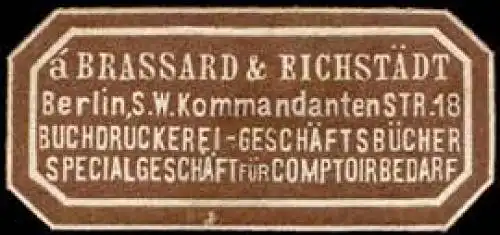 á BRASSARD & EICHSTÄDT
Berlin, S.W. Kommandanten STR. 18
BUCHDRUCKEREI-GESCHÄFTSBÜCHER
SPECIALGESCHÄFT FÜR COMPTOIRBEDARF